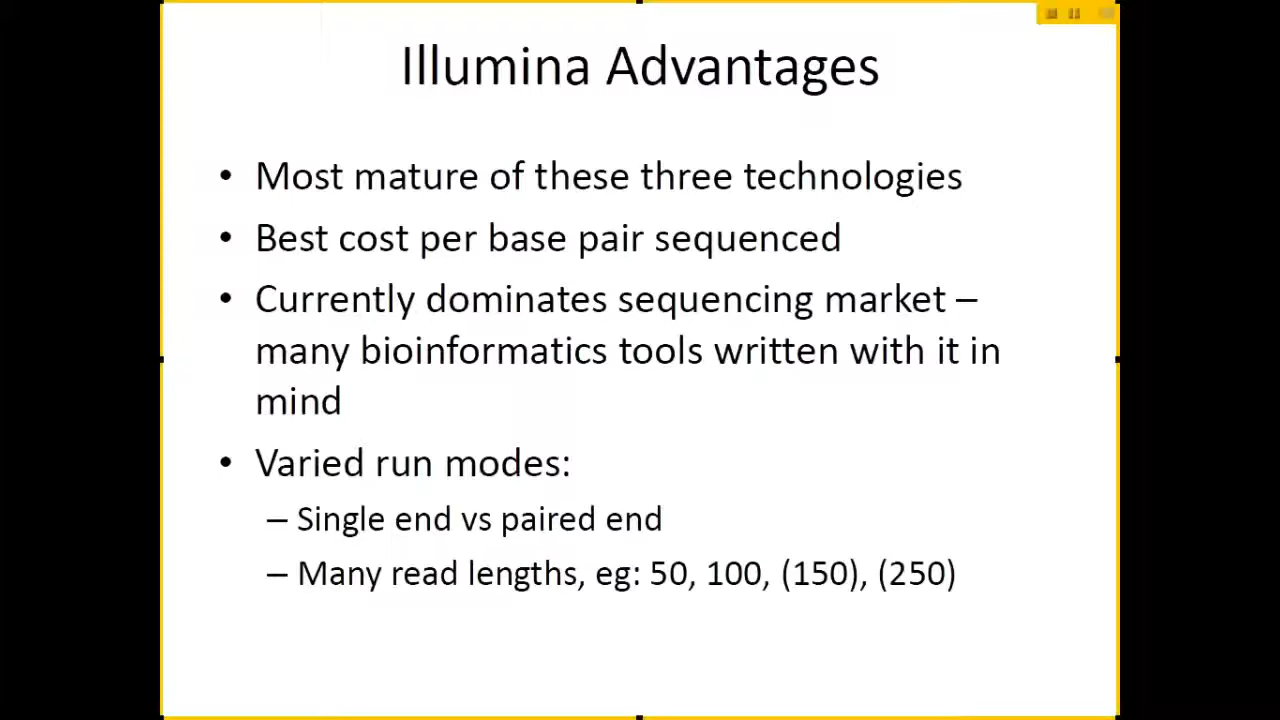 Illumina Advantages
• Most mature of these three technologies
• Best cost per base pair sequenced
• Currently dominates sequencing market –
many bioinformatics tools written with it in
mind
• Varied run modes:
– Single end vs paired end
– Many read lengths, eg: 50, 100, (150), (250)